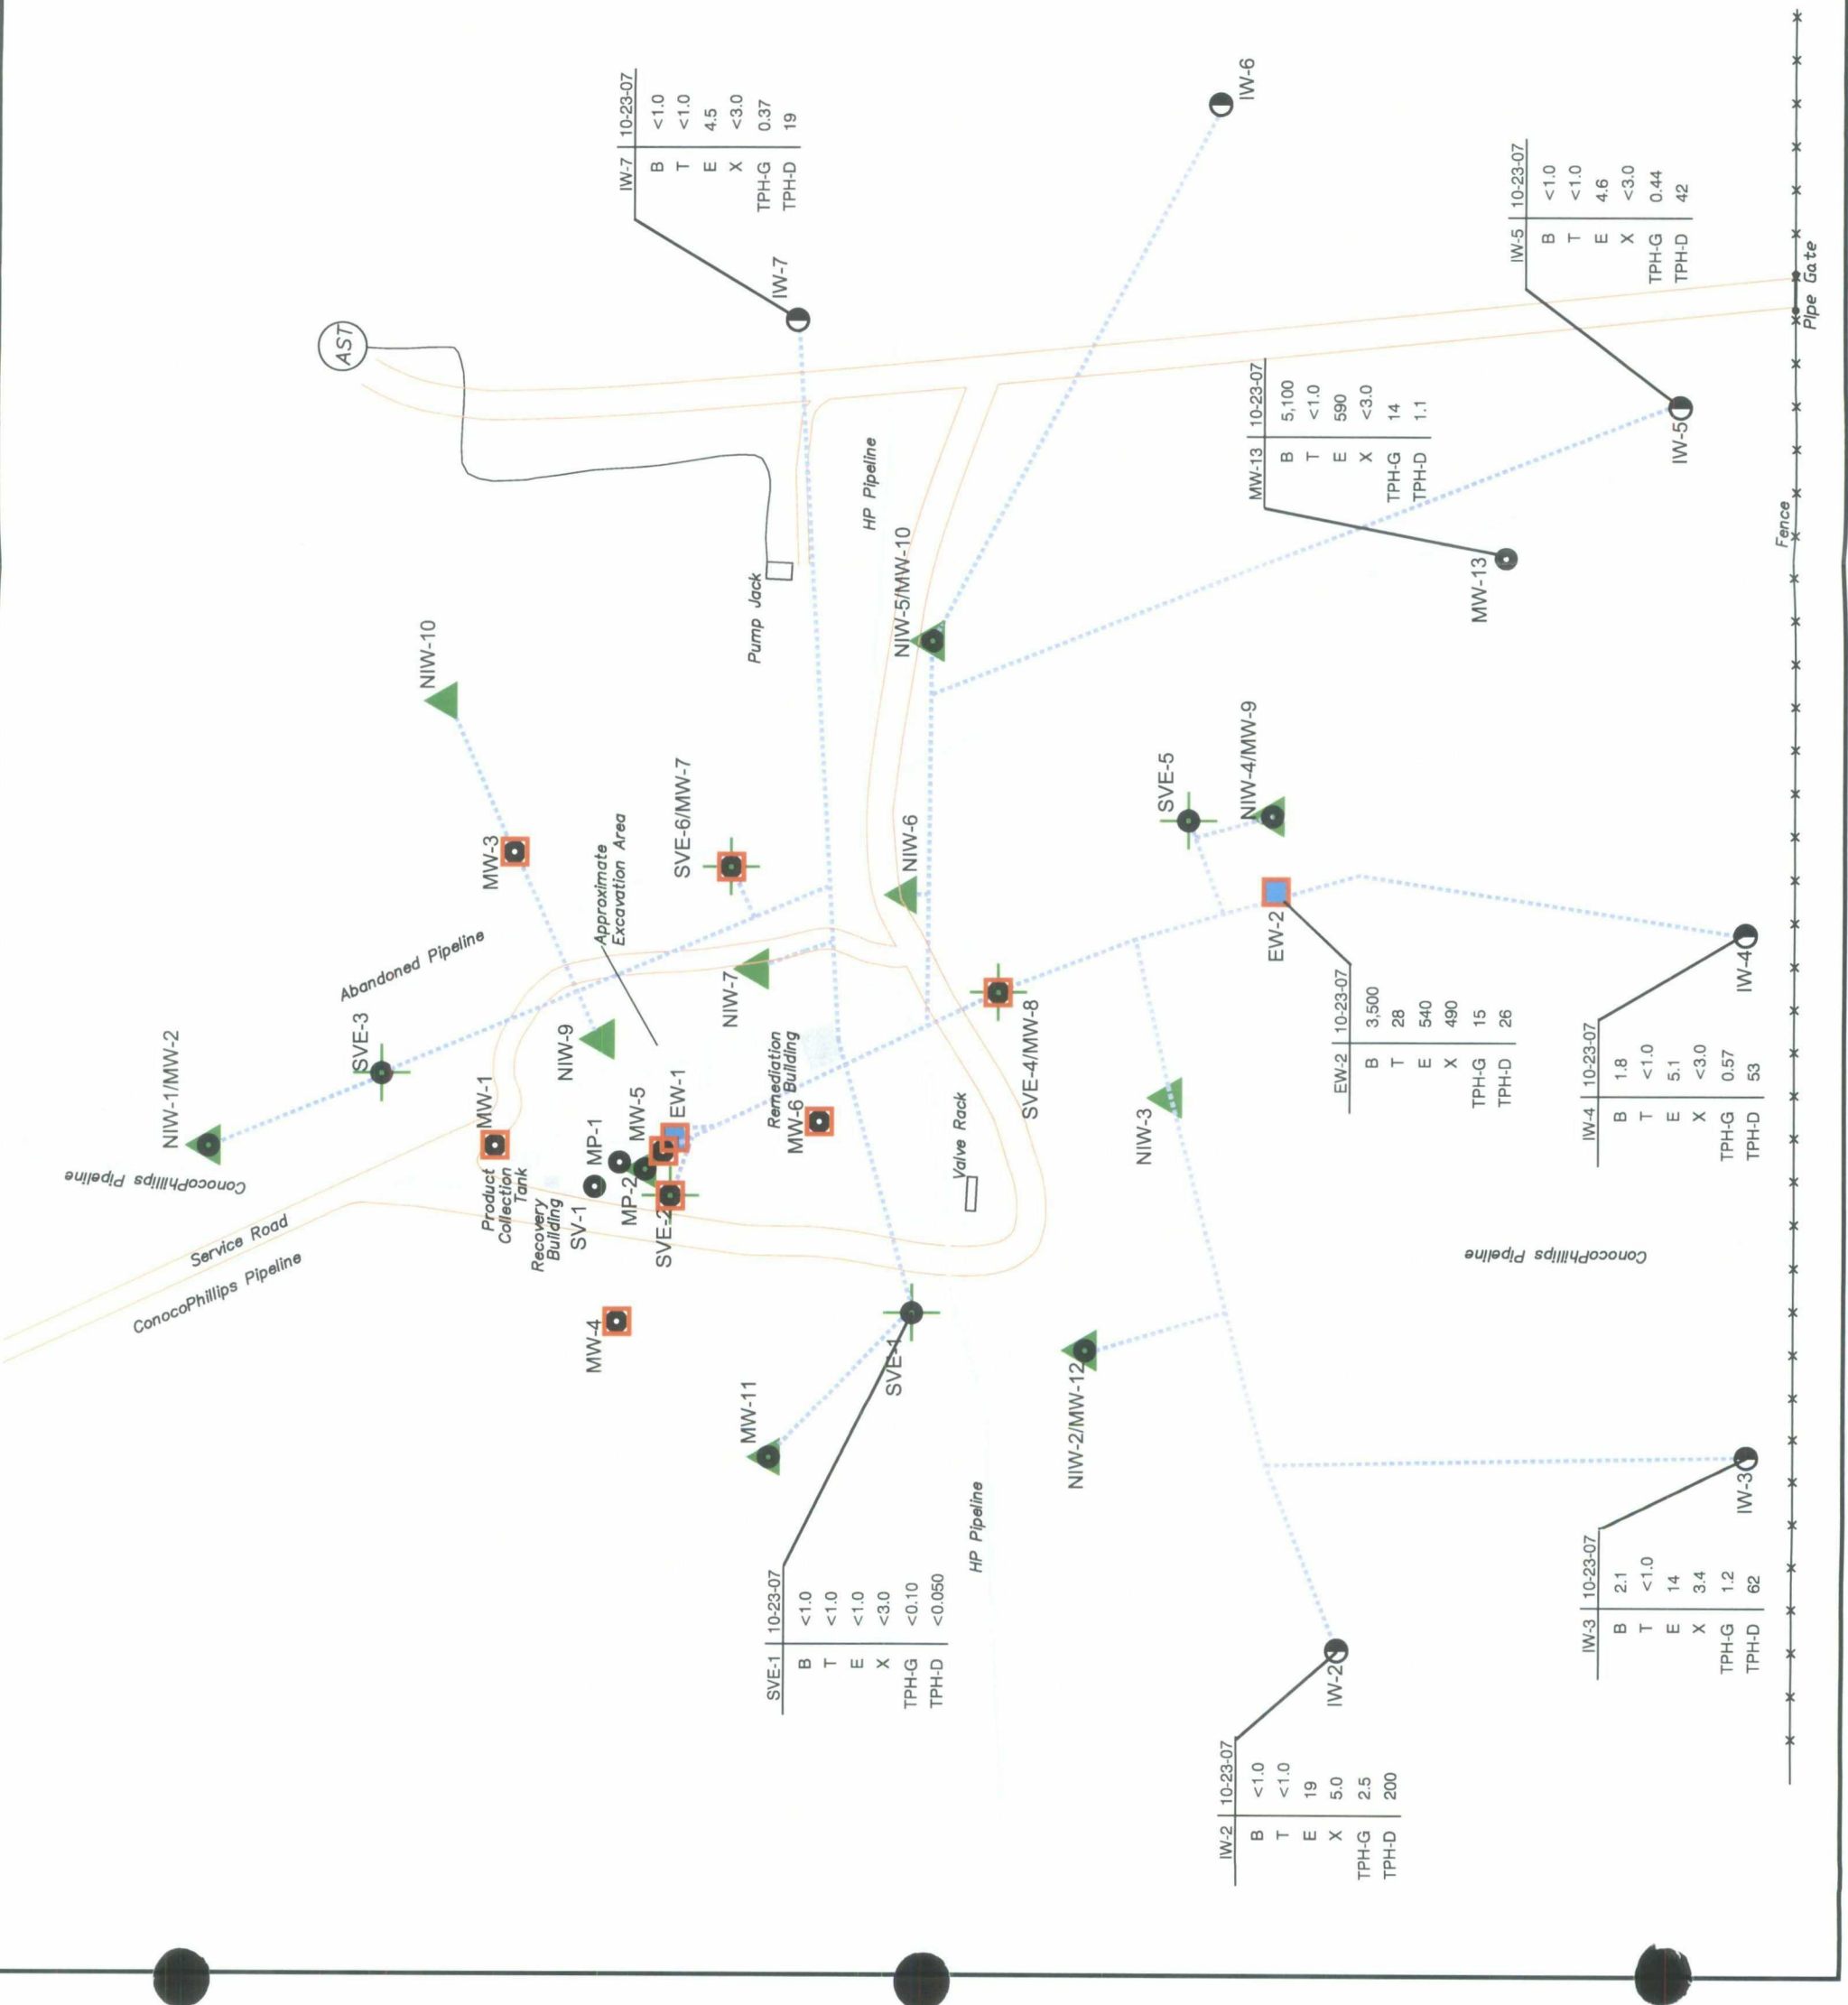 NIW-1/MW-2
ConocoPhillips Pipeline
Service Road
ConocoPhillips Pipeline
SVE-3
Abandoned Pipeline
NIW-10
AST
MW-3
MW-1
Product
Collection
Tank
Recovery
Building
SV-1
MP-1
MP-2
MW-5
EW-1
SVE-2
NIW-9
Approximate
Excavation Area
SVE-6/MW-7
NIW-7
Pump Jack
IW-7
IW-7 10-23-07
B <1.0
T <1.0
E 4.5
X <3.0
TPH-G 0.37
TPH-D 19
MW-4
MW-11
Remediation
Building
MW-6
HP Pipeline
NIW-5/MW-10
NIW-6
SVE-1
SVE-1 10-23-07
B <1.0
T <1.0
E <1.0
X <3.0
TPH-G <0.10
TPH-D <0.050
Valve Rack
SVE-4/MW-8
HP Pipeline
IW-6
NIW-2/MW-12
NIW-3
SVE-5
NIW-4/MW-9
EW-2
EW-2 10-23-07
B 3,500
T 28
E 540
X 490
TPH-G 15
TPH-D 26
MW-13 10-23-07
B 5,100
T <1.0
E 590
X <3.0
TPH-G 14
TPH-D 1.1
MW-13
IW-5 10-23-07
B <1.0
T <1.0
E 4.6
X <3.0
TPH-G 0.44
TPH-D 42
IW-5
IW-2
IW-2 10-23-07
B <1.0
T <1.0
E 19
X 5.0
TPH-G 2.5
TPH-D 200
ConocoPhillips Pipeline
IW-3 10-23-07
B 2.1
T <1.0
E 14
X 3.4
TPH-G 1.2
TPH-D 62
IW-3
IW-4 10-23-07
B 1.8
T <1.0
E 5.1
X <3.0
TPH-G 0.57
TPH-D 53
IW-4
Fence
Pipe Gate